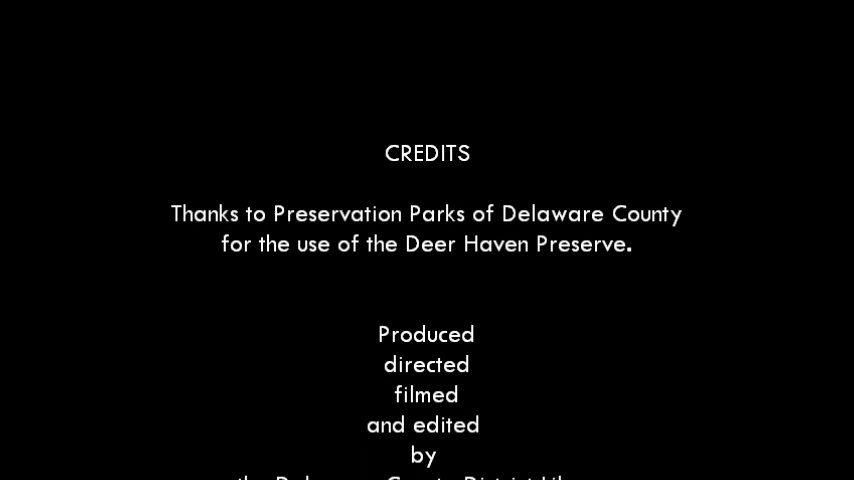 CREDITS
Thanks to Preservation Parks of Delaware County
for the use of the Deer Haven Preserve.
Produced
directed
filmed
and edited
by